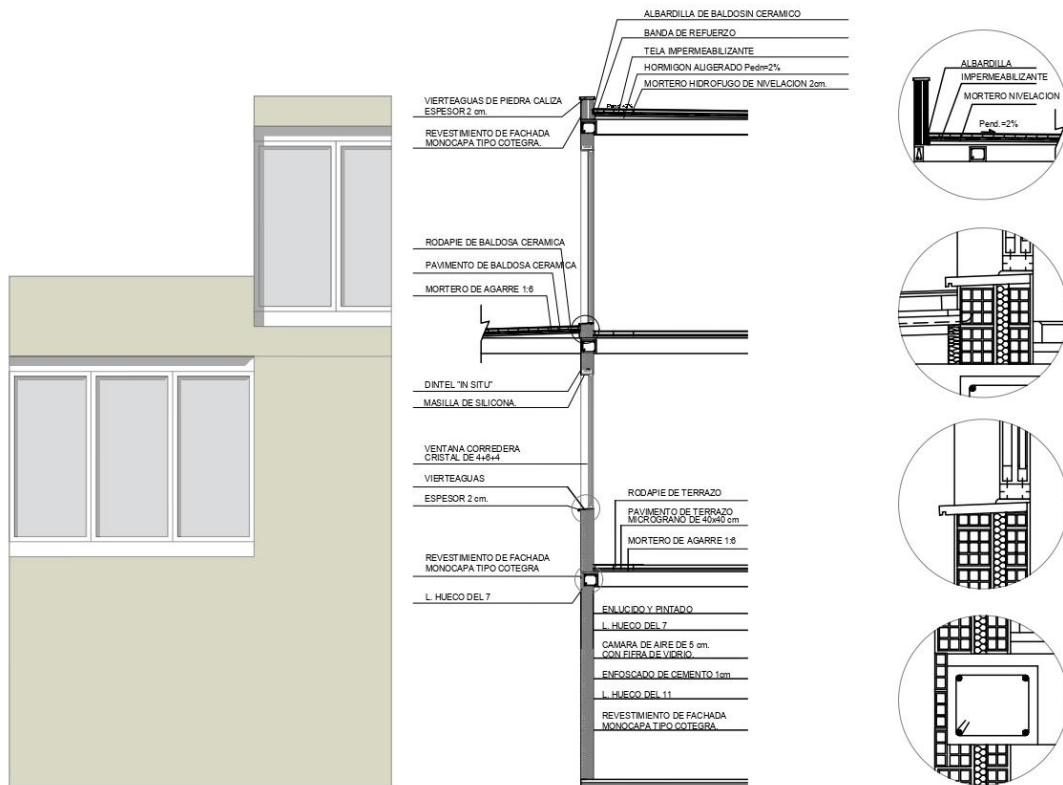 ALBARDILLA DE BALDOSIN CERAMICO
BANDA DE REFUERZO
TELA IMPERMEABILIZANTE
HORMIGON ALIGERADO Pedn=2%
MORTERO HIDROFUGO DE NIVELACION 2cm.
VIERTEAGUAS DE PIEDRA CALIZA
ESPESOR 2 cm.
REVESTIMIENTO DE FACHADA
MONOCAPA TIPO COTEGRA.
RODAPIE DE BALDOSA CERAMICA
PAVIMENTO DE BALDOSA CERAMICA
MORTERO DE AGARRE 1:6
DINTEL "IN SITU"
MASILLA DE SILICONA.
VENTANA CORREDERA
CRISTAL DE 4+6+4
VIERTEAGUAS
ESPESOR 2 cm.
RODAPIE DE TERRAZO
PAVIMENTO DE TERRAZO
MICROGRANO DE 40x40 cm
MORTERO DE AGARRE 1:6
REVESTIMIENTO DE FACHADA
MONOCAPA TIPO COTEGRA
L. HUECO DEL 7
ENLUCIDO Y PINTADO
L. HUECO DEL 7
CAMARA DE AIRE DE 5 cm.
CON FIFRA DE VIDRIO.
ENFOSCADO DE CEMENTO 1cm
L. HUECO DEL 11
REVESTIMIENTO DE FACHADA
MONOCAPA TIPO COTEGRA.
ALBARDILLA
IMPERMEABILIZANTE
MORTERO NIVELACION
Pend.=2%